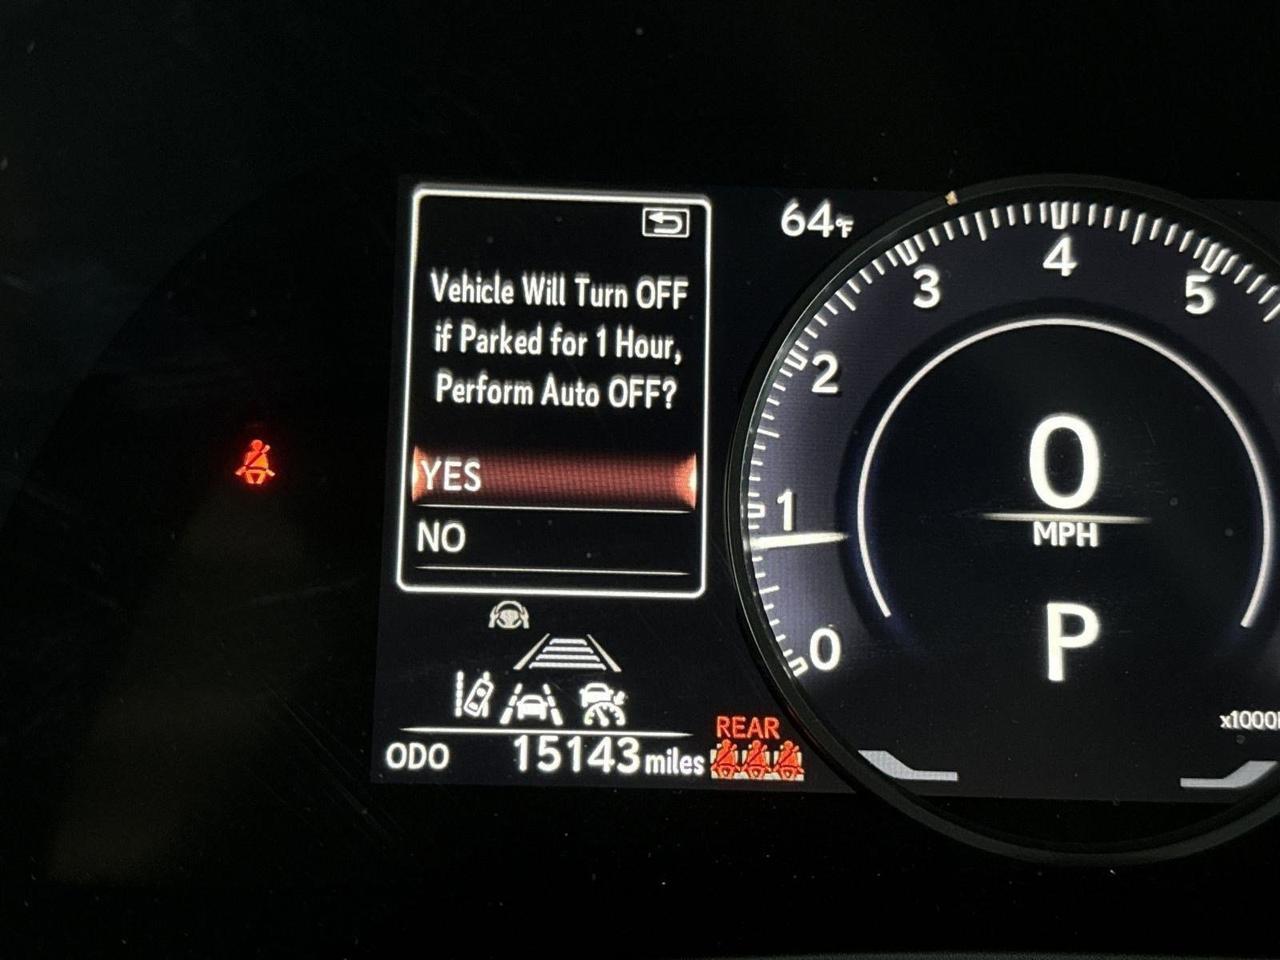 Vehicle Will Turn OFF
if Parked for 1 Hour,
Perform Auto OFF?
YES
NO
ODO 15143 miles
REAR
64°F
0
1
2
3
4
5
0
MPH
P